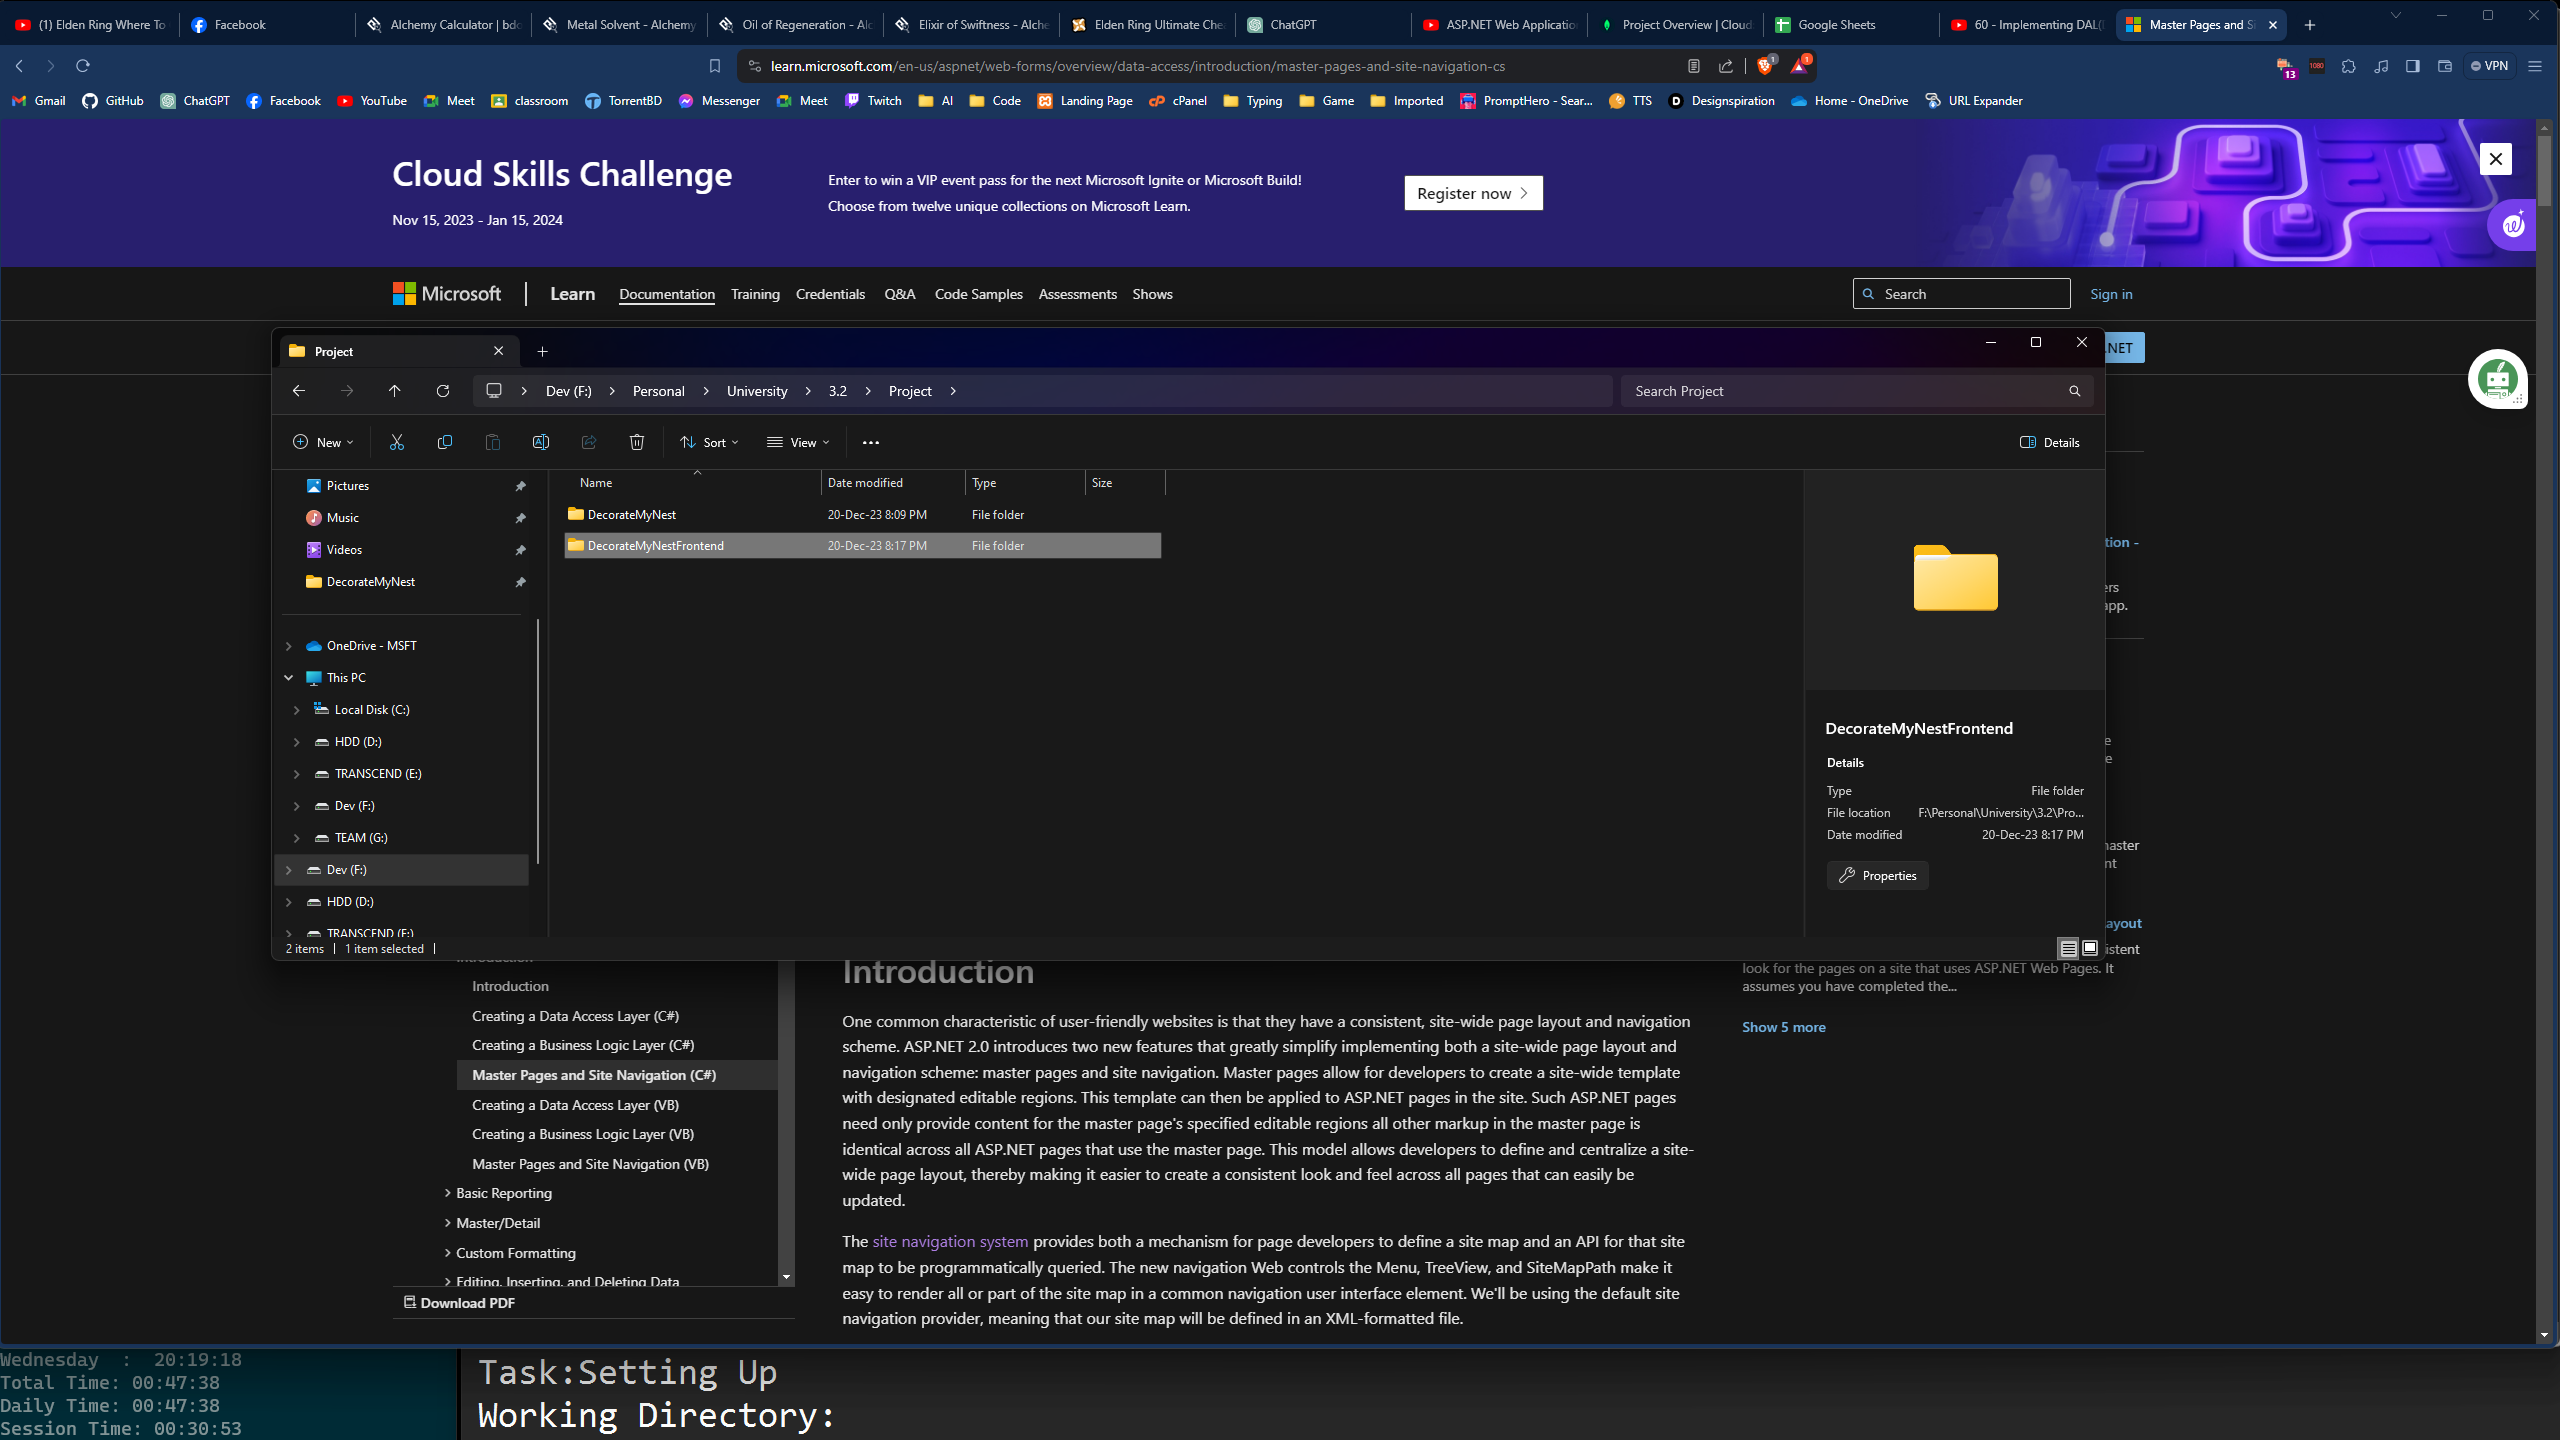 (1) Elden Ring Where To
Facebook
Alchemy Calculator | bdo
Metal Solvent - Alchemy
Oil of Regeneration - Alc
Elixir of Swiftness - Alche
Elden Ring Ultimate Che
ChatGPT
ASP.NET Web Application
Project Overview | Cloud
Google Sheets
60 - Implementing DAL(
Master Pages and Si
learn.microsoft.com/en-us/aspnet/web-forms/overview/data-access/introduction/master-pages-and-site-navigation-cs
1
1
13
1080
VPN
Gmail
GitHub
ChatGPT
Facebook
YouTube
Meet
classroom
TorrentBD
Messenger
Meet
Twitch
AI
Code
Landing Page
cPanel
Typing
Game
Imported
PromptHero - Sear...
TTS
Designspiration
Home - OneDrive
URL Expander
Cloud Skills Challenge
Nov 15, 2023 - Jan 15, 2024
Enter to win a VIP event pass for the next Microsoft Ignite or Microsoft Build!
Choose from twelve unique collections on Microsoft Learn.
Register now
Microsoft
Learn
Documentation
Training
Credentials
Q&A
Code Samples
Assessments
Shows
Search
Sign in
.NET
Project
Dev (F:)
Personal
University
3.2
Project
Search Project
New
Sort
View
Details
Pictures
Music
Videos
DecorateMyNest
OneDrive - MSFT
This PC
Local Disk (C:)
HDD (D:)
TRANSCEND (E:)
Dev (F:)
TEAM (G:)
Dev (F:)
HDD (D:)
TRANSCEND (E:)
Name
Date modified
Type
Size
DecorateMyNest
20-Dec-23 8:09 PM
File folder
DecorateMyNestFrontend
20-Dec-23 8:17 PM
File folder
DecorateMyNestFrontend
Details
Type
File folder
File location
F:\Personal\University\3.2\Pro...
Date modified
20-Dec-23 8:17 PM
Properties
2 items
1 item selected
tion -
ers
app.
e
e
naster
nt
ayout
istent
look for the pages on a site that uses ASP.NET Web Pages. It
assumes you have completed the...
Show 5 more
Introduction
Introduction
Creating a Data Access Layer (C#)
Creating a Business Logic Layer (C#)
Master Pages and Site Navigation (C#)
Creating a Data Access Layer (VB)
Creating a Business Logic Layer (VB)
Master Pages and Site Navigation (VB)
Basic Reporting
Master/Detail
Custom Formatting
Editing, Inserting, and Deleting Data
Download PDF
Introduction
One common characteristic of user-friendly websites is that they have a consistent, site-wide page layout and navigation
scheme. ASP.NET 2.0 introduces two new features that greatly simplify implementing both a site-wide page layout and
navigation scheme: master pages and site navigation. Master pages allow for developers to create a site-wide template
with designated editable regions. This template can then be applied to ASP.NET pages in the site. Such ASP.NET pages
need only provide content for the master page's specified editable regions all other markup in the master page is
identical across all ASP.NET pages that use the master page. This model allows developers to define and centralize a site-
wide page layout, thereby making it easier to create a consistent look and feel across all pages that can easily be
updated.
The site navigation system provides both a mechanism for page developers to define a site map and an API for that site
map to be programmatically queried. The new navigation Web controls the Menu, TreeView, and SiteMapPath make it
easy to render all or part of the site map in a common navigation user interface element. We'll be using the default site
navigation provider, meaning that our site map will be defined in an XML-formatted file.
Wednesday : 20:19:18
Total Time: 00:47:38
Daily Time: 00:47:38
Session Time: 00:30:53
Task:Setting Up
Working Directory: